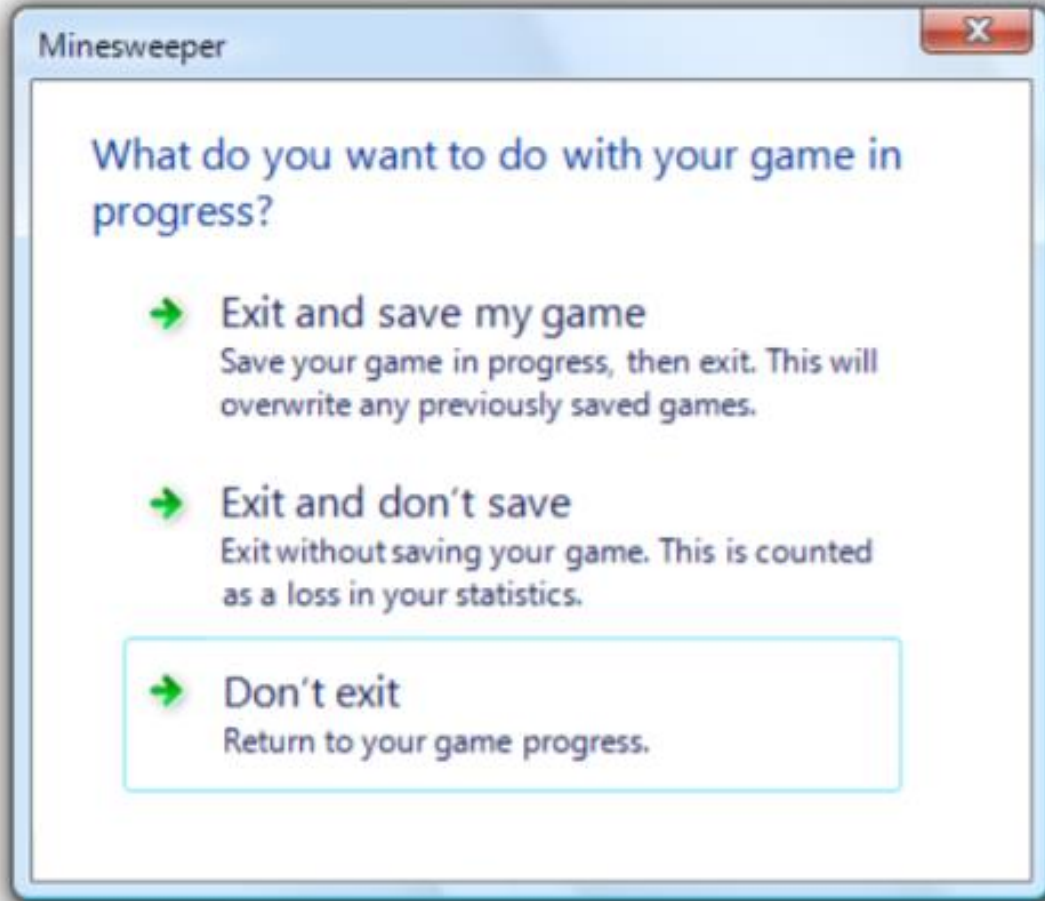 Minesweeper
What do you want to do with your game in
progress?
Exit and save my game
Save your game in progress, then exit. This will
overwrite any previously saved games.
Exit and don't save
Exit without saving your game. This is counted
as a loss in your statistics.
Don't exit
Return to your game progress.